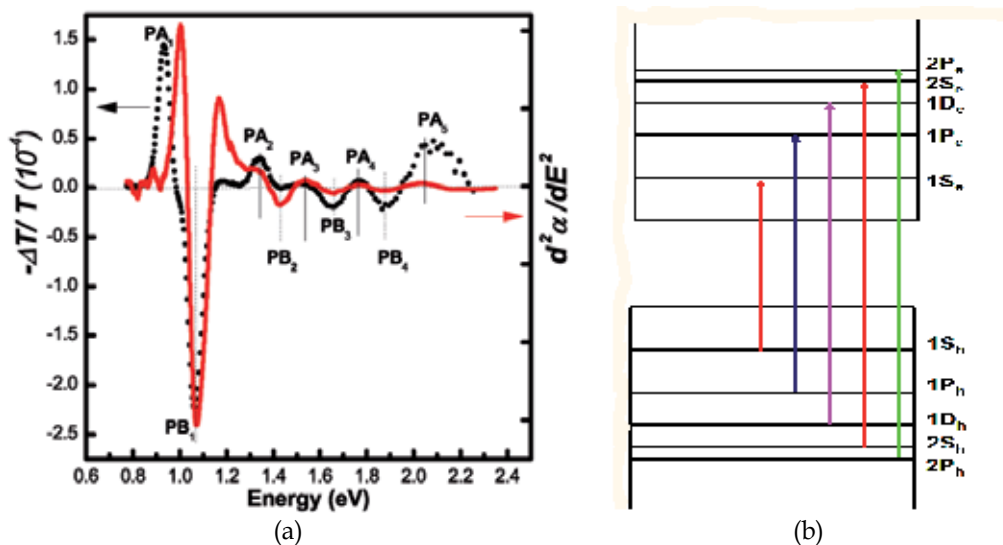 1.5
1.0
0.5
0.0
-0.5
-1.0
-1.5
-2.0
-2.5
-ΔT/T (10⁻⁴)
PA₁
PA₂
PA₃
PA₄
PA₅
PB₁
PB₂
PB₃
PB₄
d²α/dE²
0.6 0.8 1.0 1.2 1.4 1.6 1.8 2.0 2.2 2.4
Energy (eV)
(a)
2Pₑ
2Sₑ
1Dₑ
1Pₑ
1Sₑ
1Sₕ
1Pₕ
1Dₕ
2Sₕ
2Pₕ
(b)